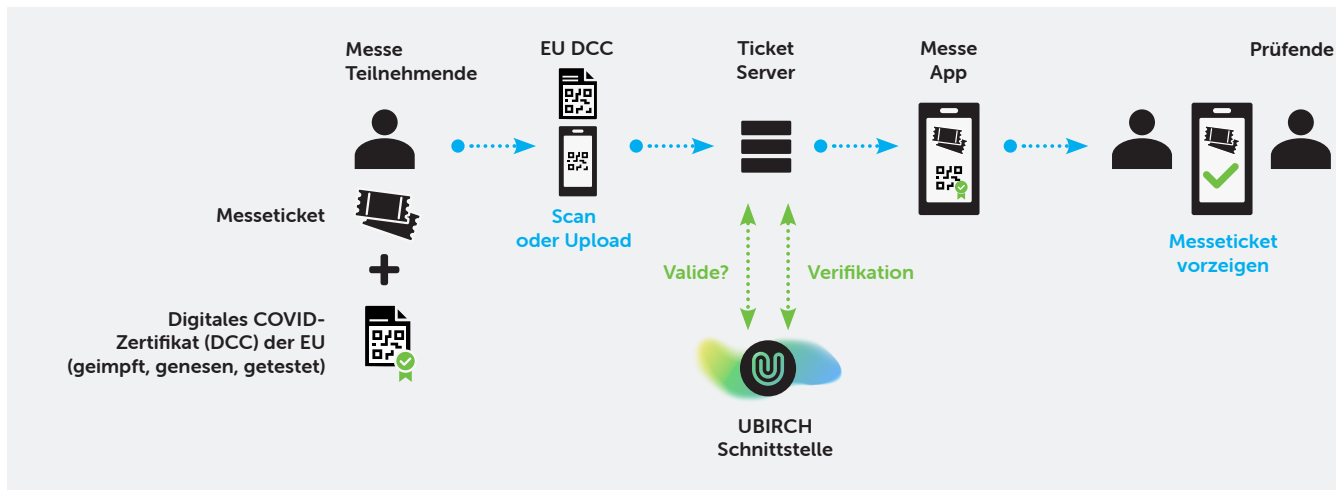 Messe
Teilnehmende
EU DCC
Ticket
Server
Messe
App
Prüfende
Messeticket
Scan
oder Upload
Messeticket
vorzeigen
Valide?
Verifikation
Digitales COVID-
Zertifikat (DCC) der EU
(geimpft, genesen, getestet)
UBIRCH
Schnittstelle